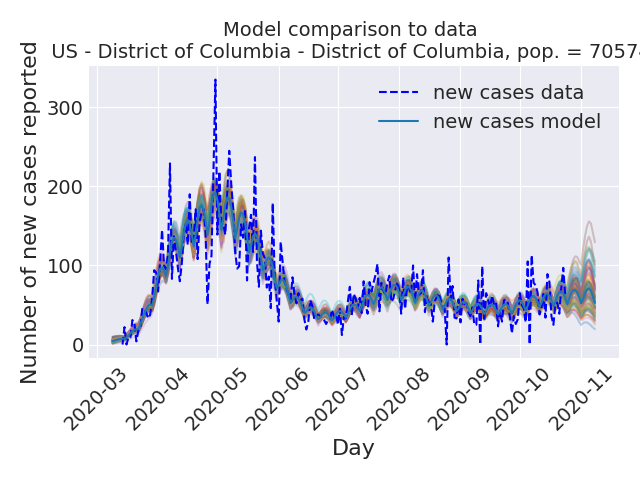 Model comparison to data
US - District of Columbia - District of Columbia, pop. = 7057
Number of new cases reported
300
200
100
0
new cases data
new cases model
2020-03
2020-04
2020-05
2020-06
2020-07
2020-08
2020-09
2020-10
2020-11
Day